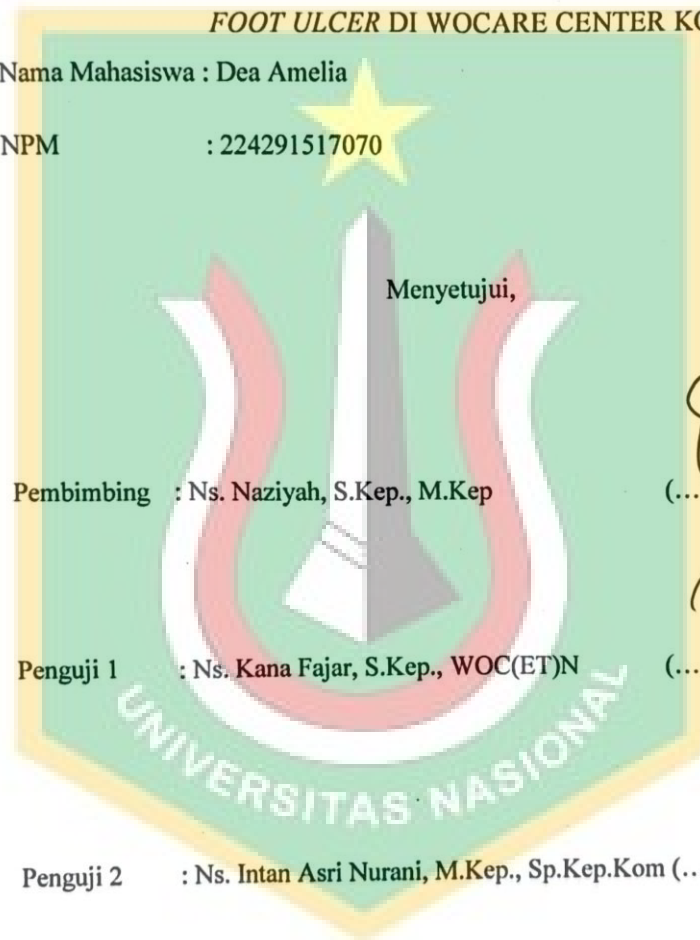 FOOT ULCER DI WOCARE CENTER
Nama Mahasiswa : Dea Amelia
NPM : 224291517070
Menyetujui,
Pembimbing : Ns. Naziyah, S.Kep., M.Kep (...
Penguji 1 : Ns. Kana Fajar, S.Kep., WOC(ET)N (...
UNIVERSITAS NASIONAL
Penguji 2 : Ns. Intan Asri Nurani, M.Kep., Sp.Kep.Kom (...